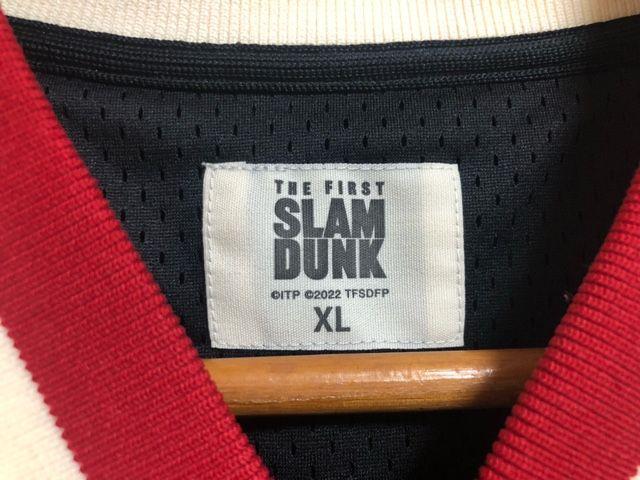 THE FIRST
SLAM
DUNK
©ITP ©2022 TFSDFP
XL